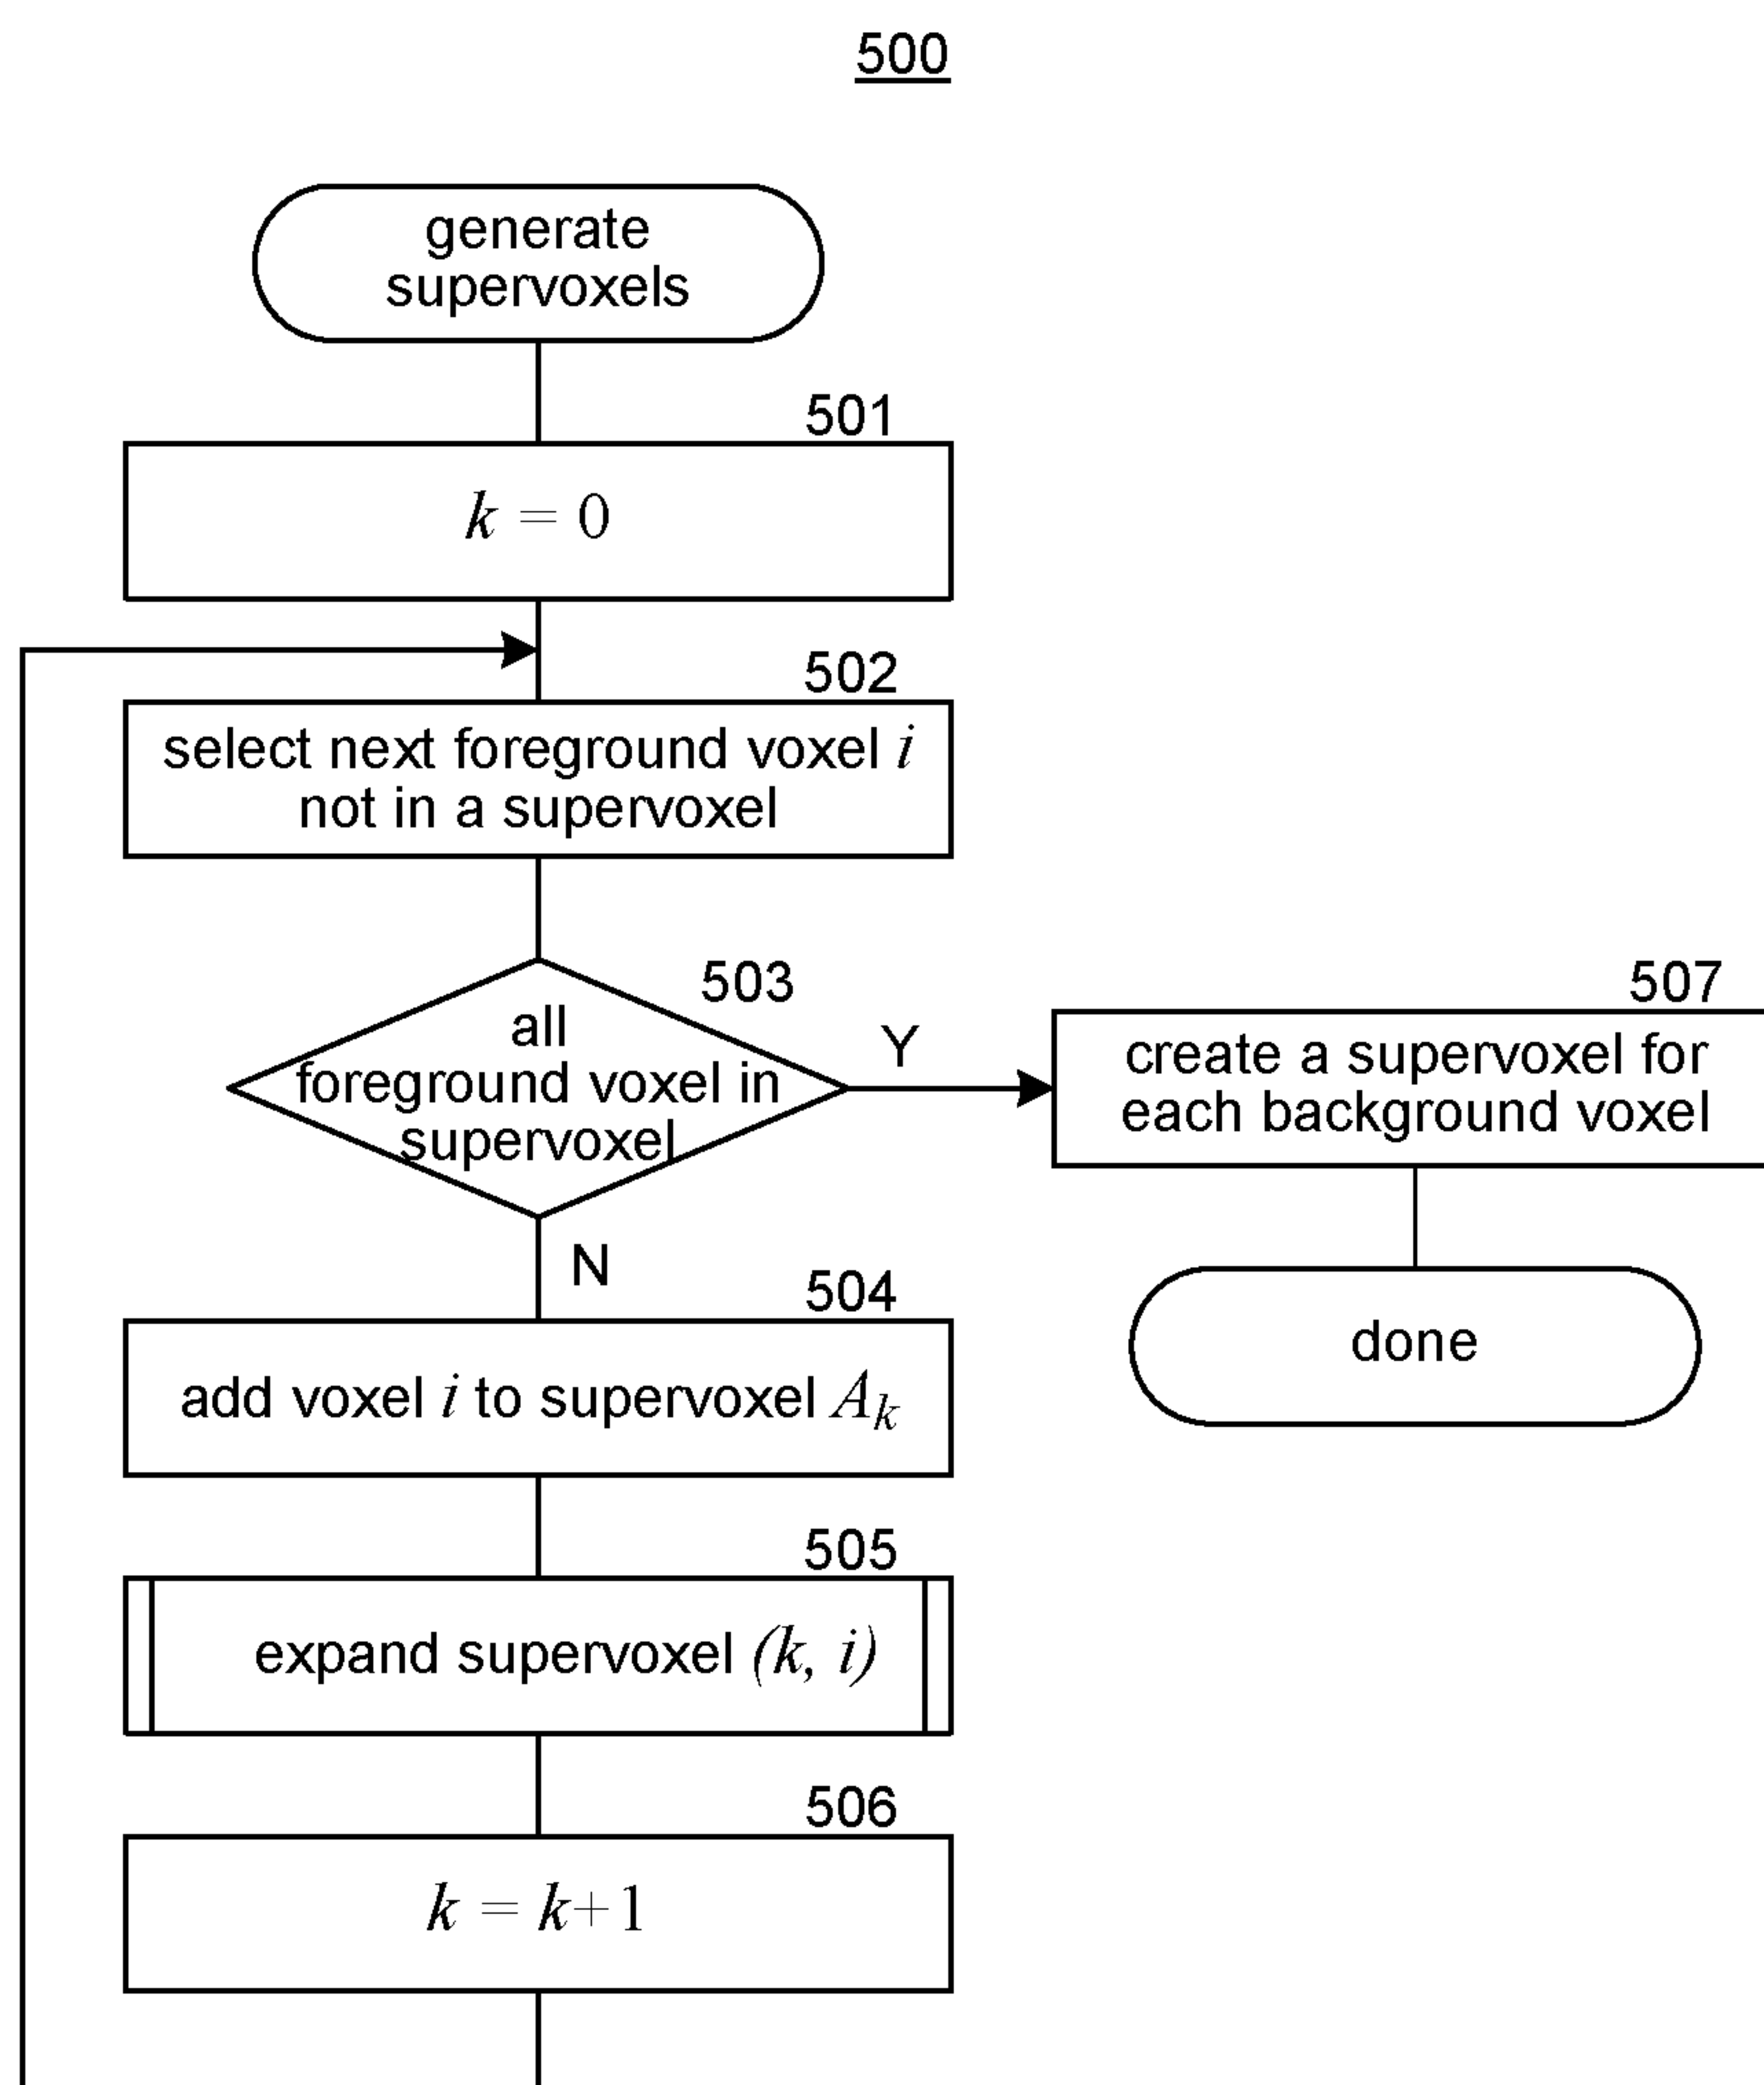 500
generate
supervoxels
501
k = 0
502
select next foreground voxel i
not in a supervoxel
503
all
foreground voxel in
supervoxel
Y
507
create a supervoxel for
each background voxel
N
done
504
add voxel i to supervoxel Aₖ
505
expand supervoxel (k, i)
506
k = k+1